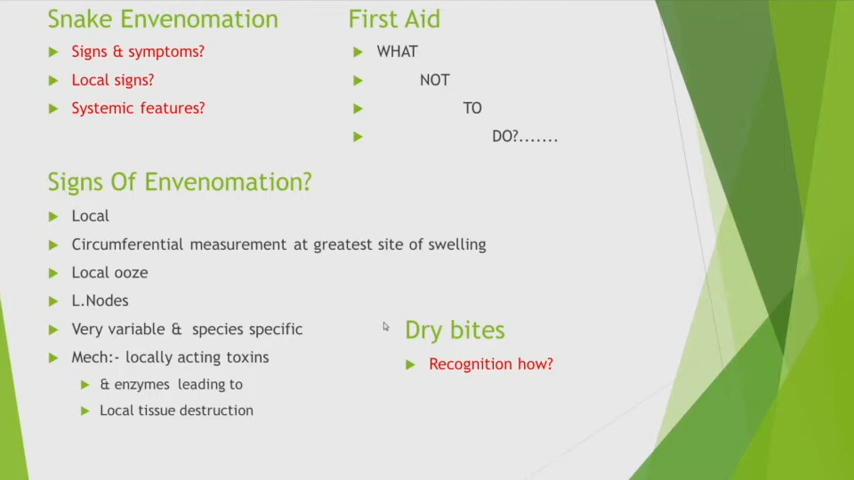 Snake Envenomation
Signs & symptoms?
Local signs?
Systemic features?
First Aid
WHAT
NOT
TO
DO?.......
Signs Of Envenomation?
Local
Circumferential measurement at greatest site of swelling
Local ooze
L.Nodes
Very variable & species specific
Mech:- locally acting toxins
& enzymes leading to
Local tissue destruction
Dry bites
Recognition how?